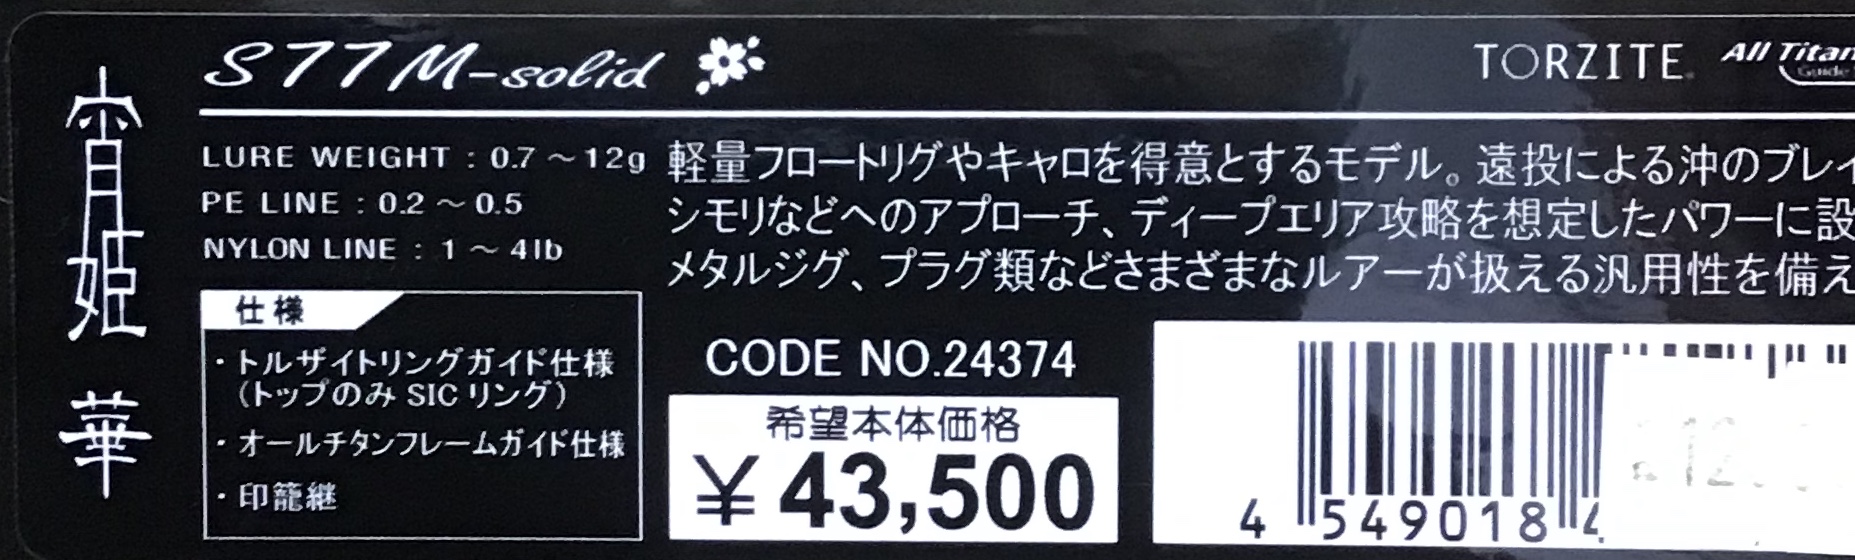 宵姫 華
S77M-solid
TORZITE
All Titan
Guide
LURE WEIGHT : 0.7～12g
PE LINE : 0.2～0.5
NYLON LINE : 1～4lb
軽量フロートリグやキャロを得意とするモデル。遠投による沖のブレイ
シモリなどへのアプローチ、ディープエリア攻略を想定したパワーに設
メタルジグ、プラグ類などさまざまなルアーが扱える汎用性を備え
仕様
・トルザイトリングガイド仕様
（トップのみ SIC リング）
・オールチタンフレームガイド仕様
・印籠継
CODE NO.24374
希望本体価格
￥43,500
4 549018 4